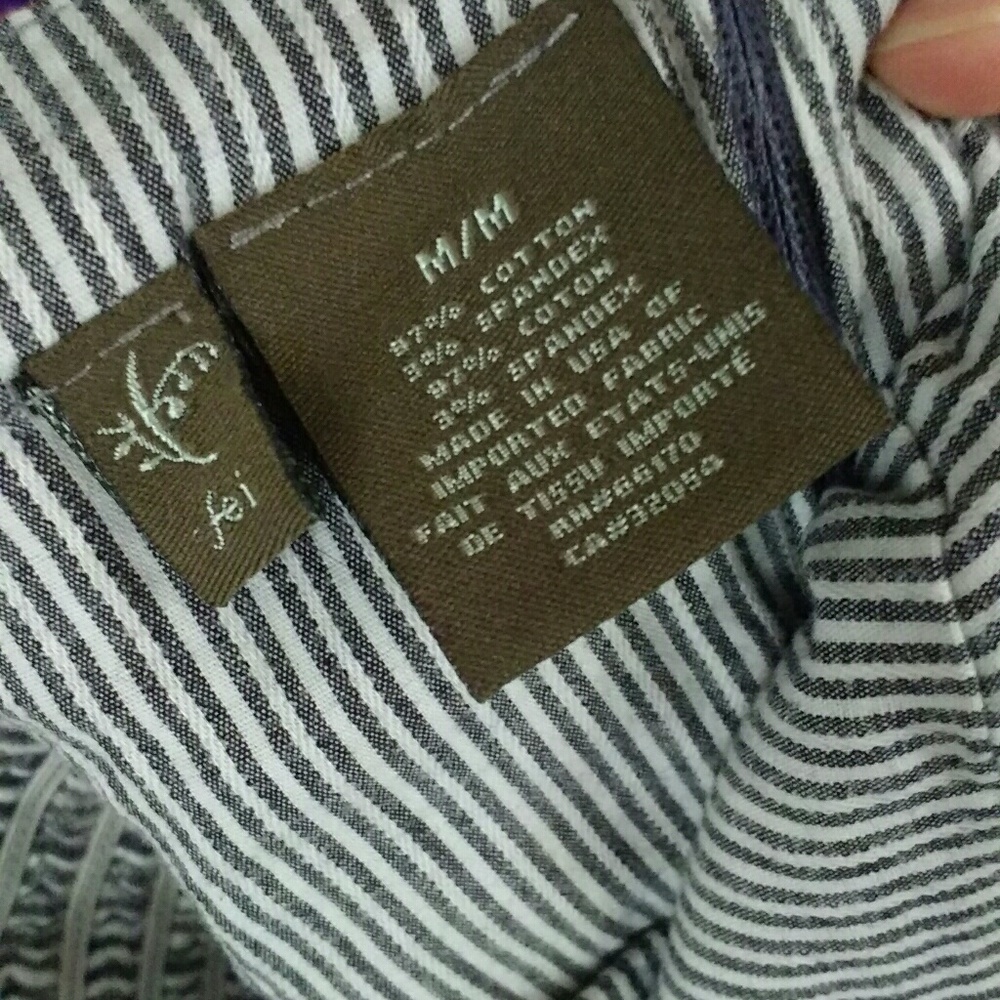 M/M
97% COTTON
3% SPANDEX
97% COTON
3% SPANDEX
MADE IN USA OF
IMPORTED FABRIC
FAIT AUX ETATS-UNIS
DE TISSU IMPORTÉ
RN#66170
CA#32054
fei